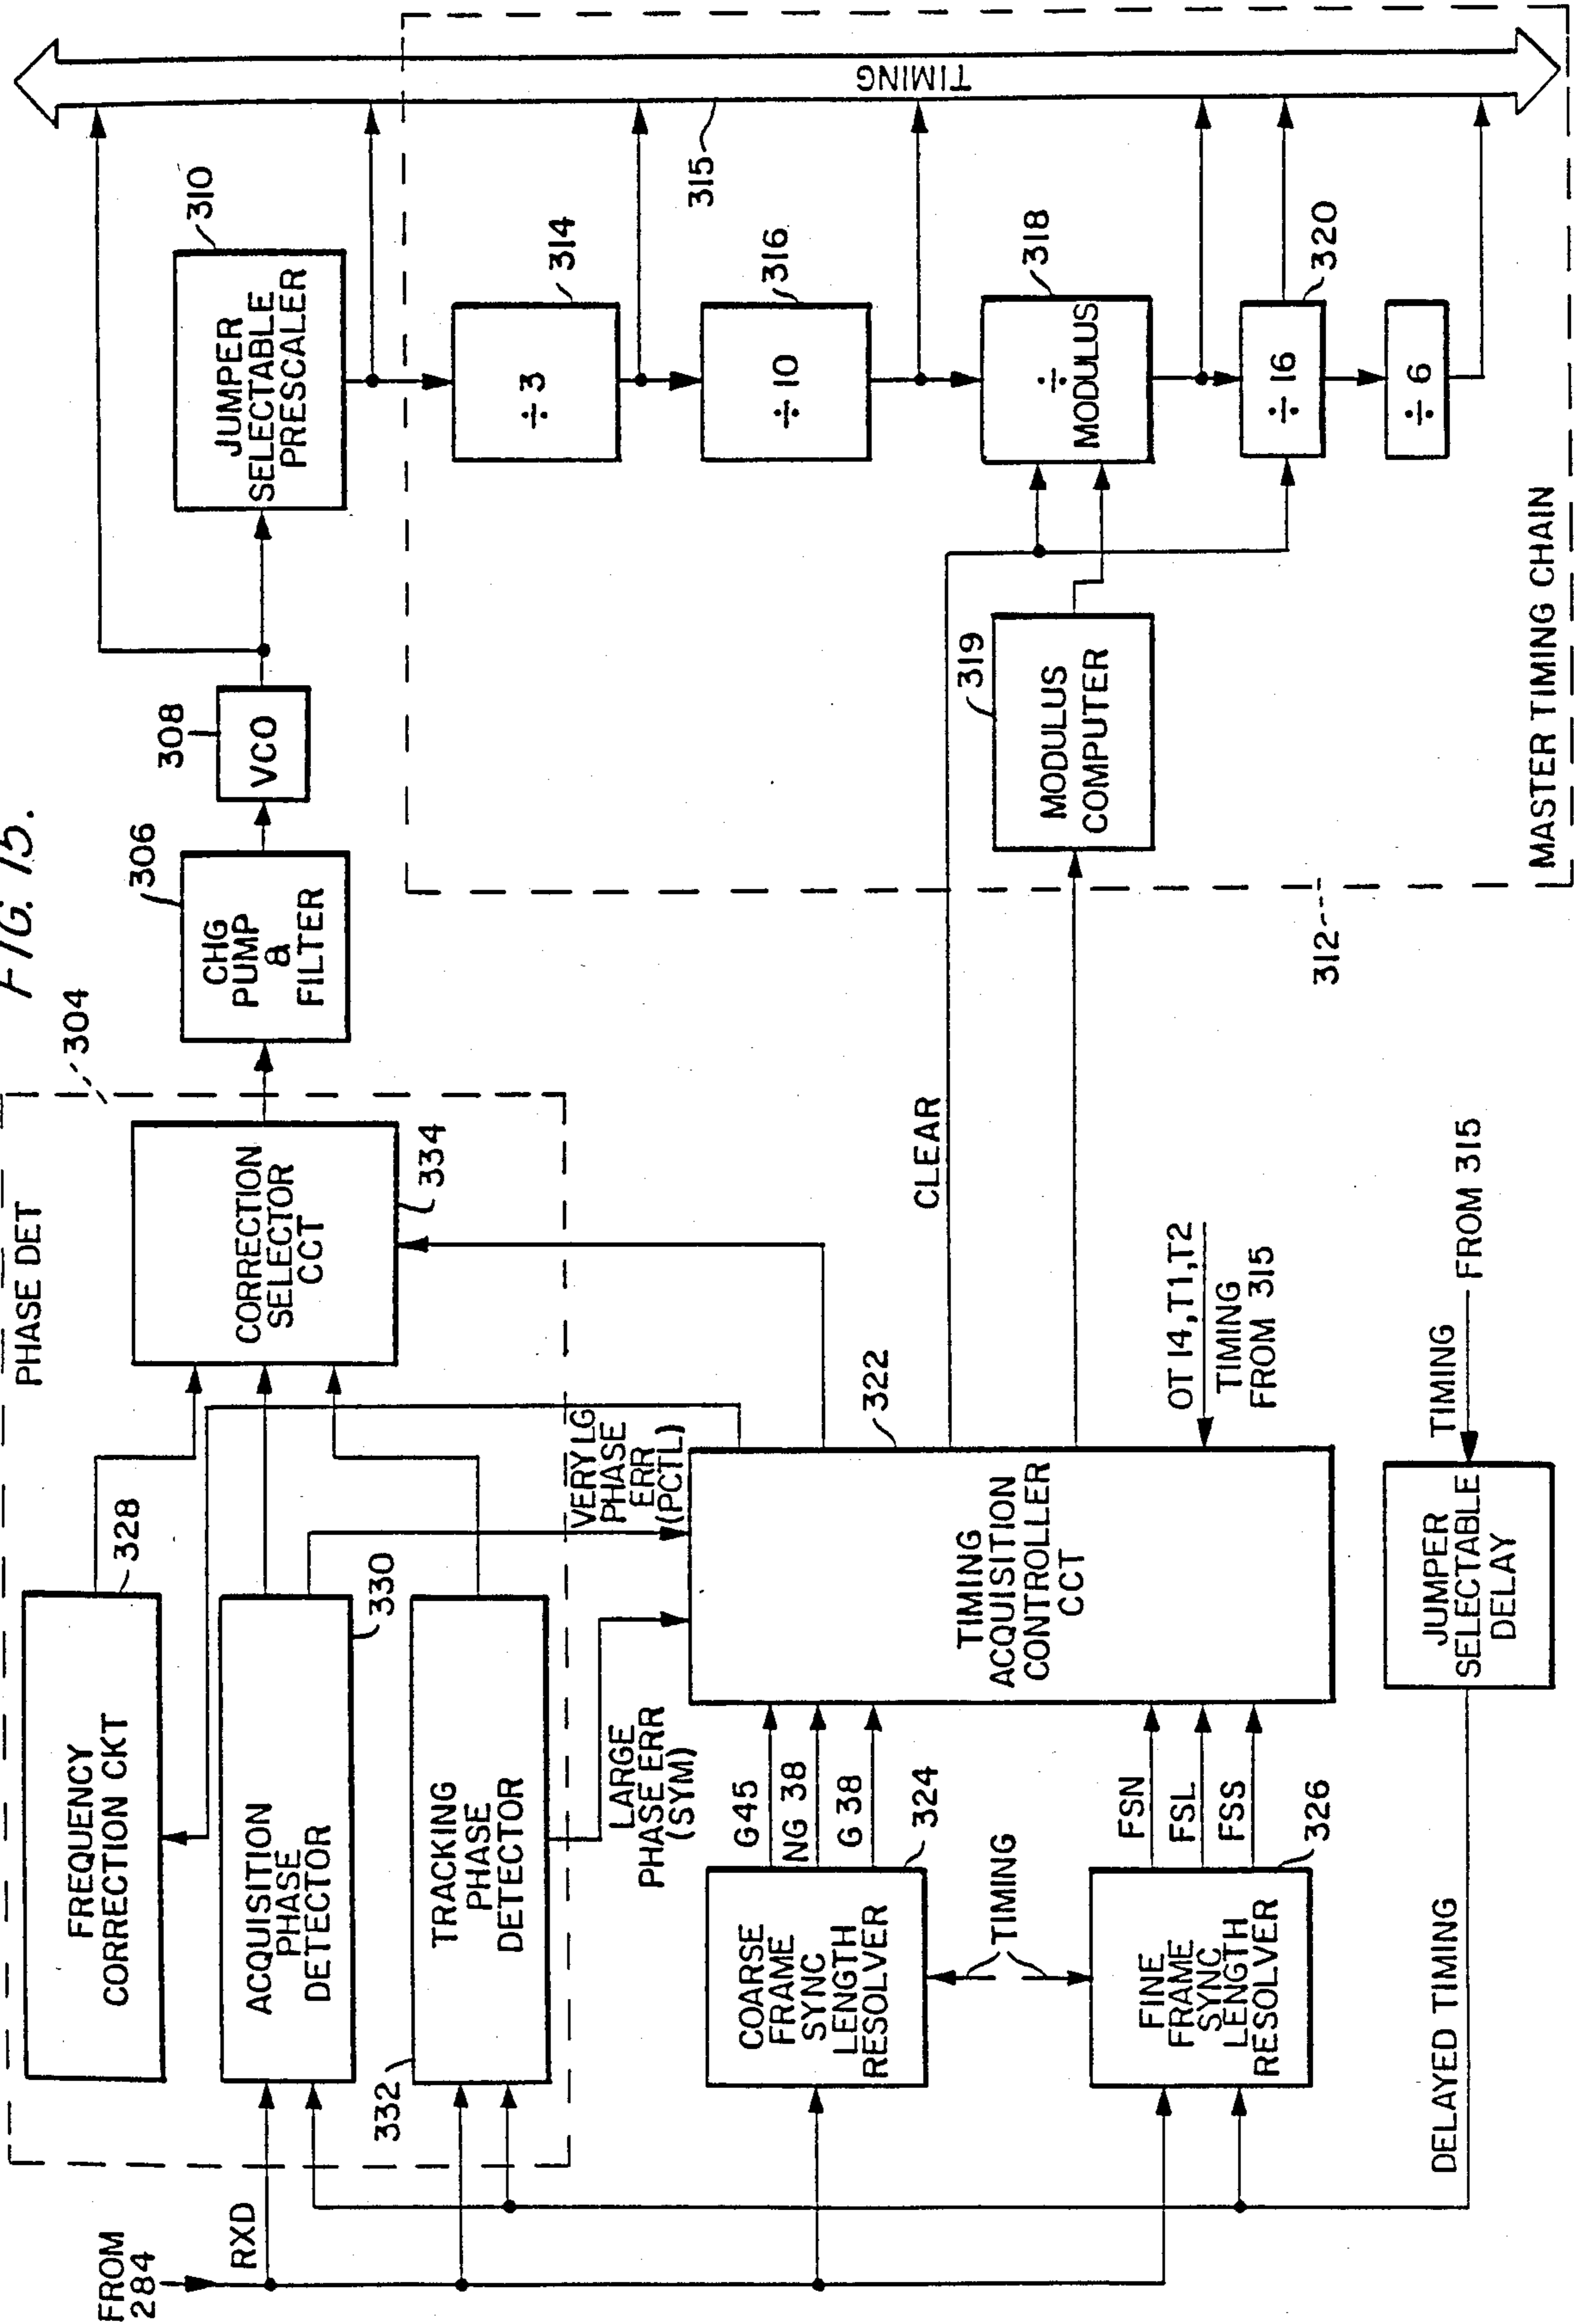 FIG. 15.
PHASE DET
304
FREQUENCY
CORRECTION CKT
328
ACQUISITION
PHASE
DETECTOR
330
TRACKING
PHASE
DETECTOR
332
CORRECTION
SELECTOR
CCT
334
CHG
PUMP
&
FILTER
306
VCO
308
JUMPER
SELECTABLE
PRESCALER
310
FROM
284
RXD
LARGE
PHASE ERR
(SYM)
VERY LG
PHASE
ERR
(PCTL)
COARSE
FRAME
SYNC
LENGTH
RESOLVER
324
G45
NG 38
G 38
TIMING
FINE
FRAME
SYNC
LENGTH
RESOLVER
326
FSN
FSL
FSS
TIMING
ACQUISITION
CONTROLLER
CCT
322
CLEAR
OT 14, T1, T2
TIMING
FROM 315
DELAYED TIMING
JUMPER
SELECTABLE
DELAY
TIMING
FROM 315
312
MODULUS
COMPUTER
319
÷ 3
314
÷ 10
316
÷
MODULUS
318
÷ 16
320
÷ 6
315
TIMING
MASTER TIMING CHAIN